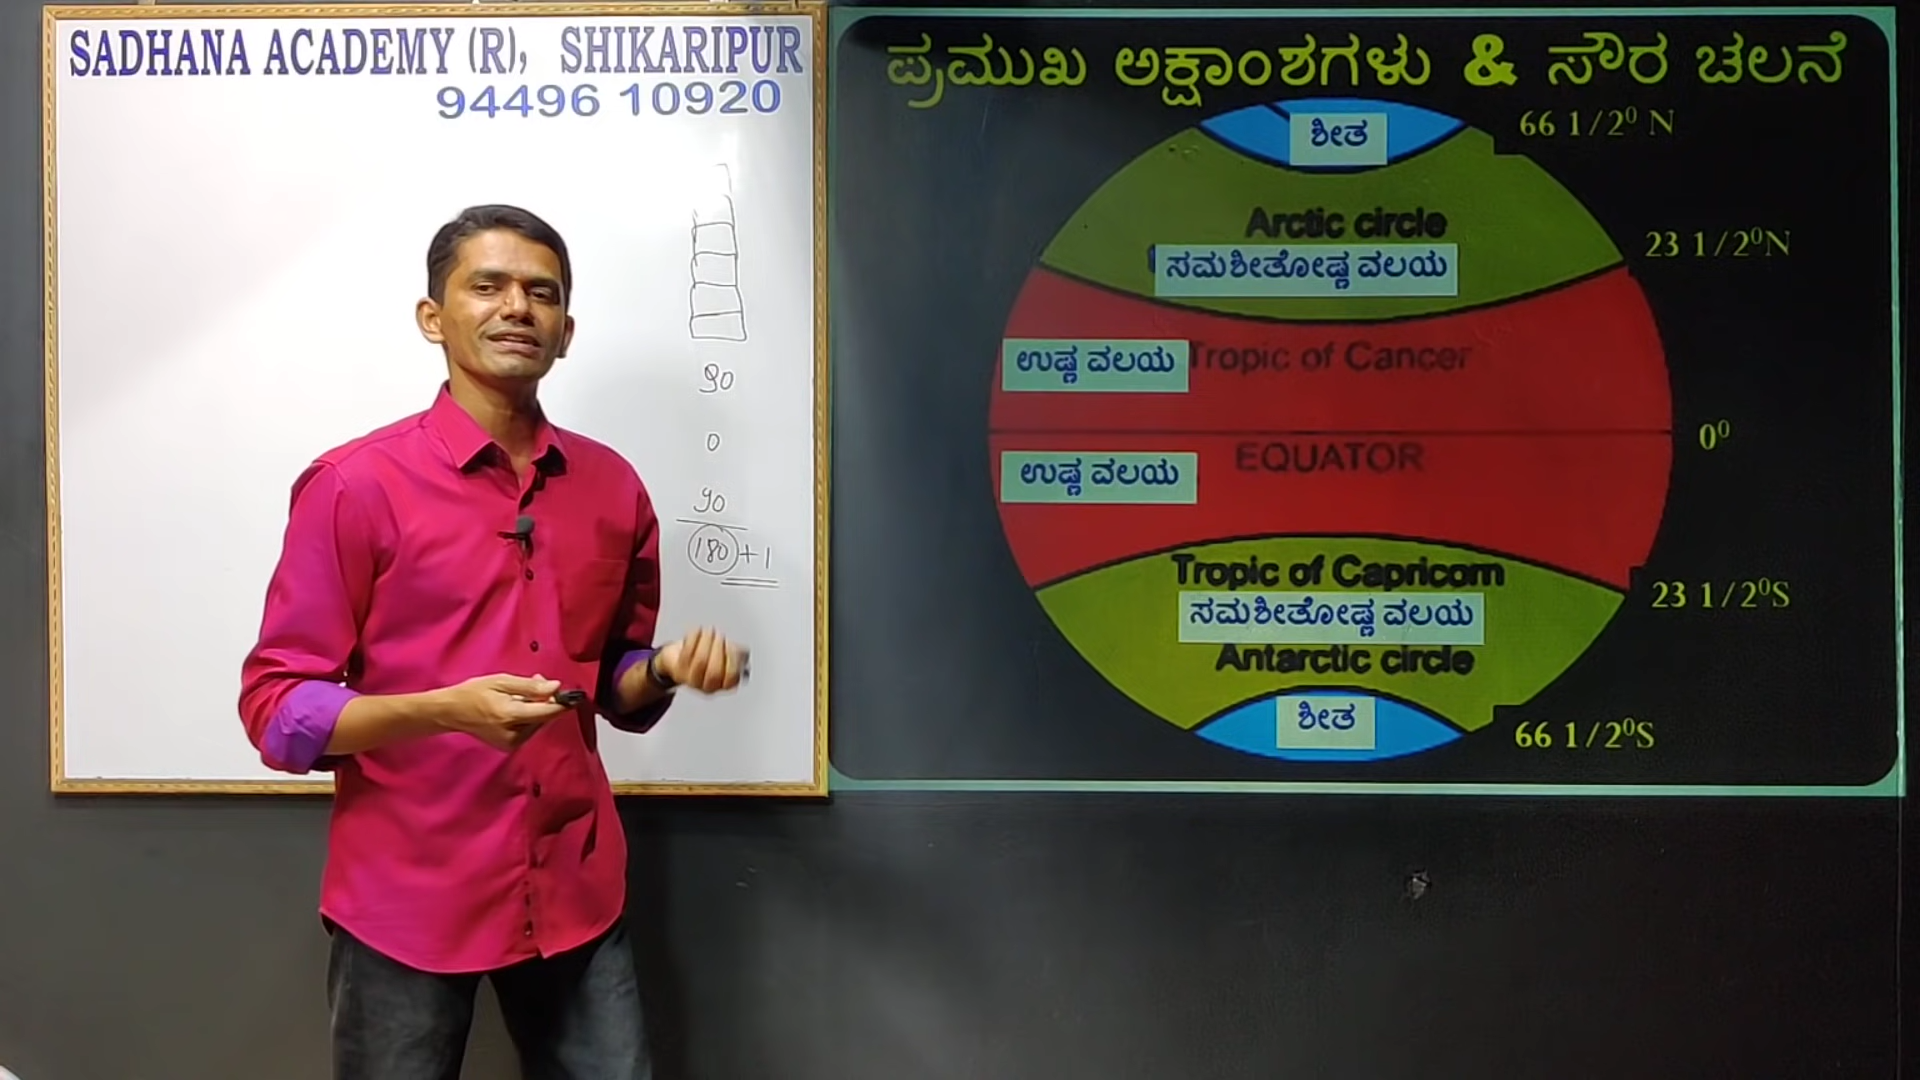 SADHANA ACADEMY (R), SHIKARIPUR
94496 10920
90
0
90
180 + 1
ಪ್ರಮುಖ ಅಕ್ಷಾಂಶಗಳು & ಸೌರ ಚಲನೆ
66 1/2⁰ N
ಶೀತ
Arctic circle
23 1/2⁰N
ಸಮಶೀತೋಷ್ಣ ವಲಯ
ಉಷ್ಣ ವಲಯ Tropic of Cancer
0⁰
EQUATOR
ಉಷ್ಣ ವಲಯ
Tropic of Capricorn
23 1/2⁰S
ಸಮಶೀತೋಷ್ಣ ವಲಯ
Antarctic circle
ಶೀತ
66 1/2⁰S